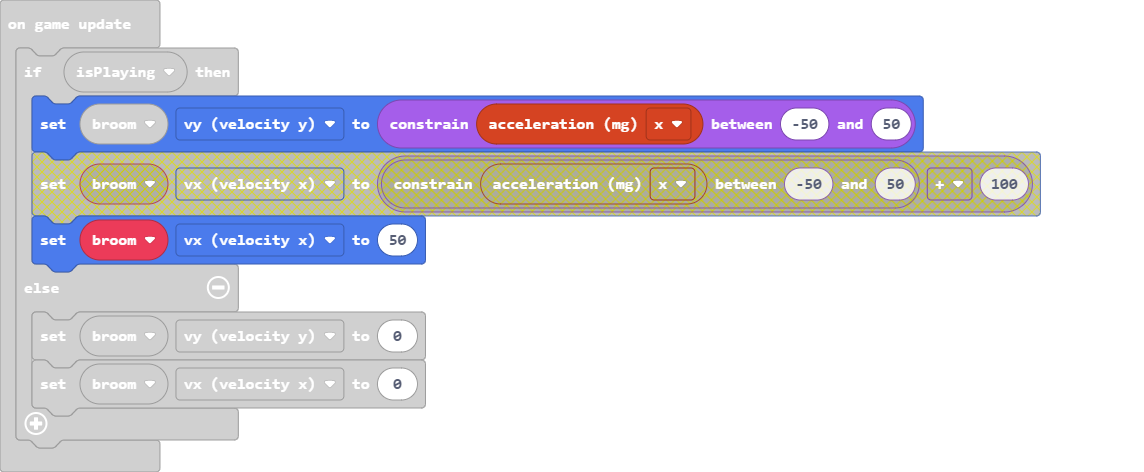 on game update
if isPlaying then
set broom vy (velocity y) to constrain acceleration (mg) x between -50 and 50
set broom vx (velocity x) to constrain acceleration (mg) x between -50 and 50 + 100
set broom vx (velocity x) to 50
else
set broom vy (velocity y) to 0
set broom vx (velocity x) to 0